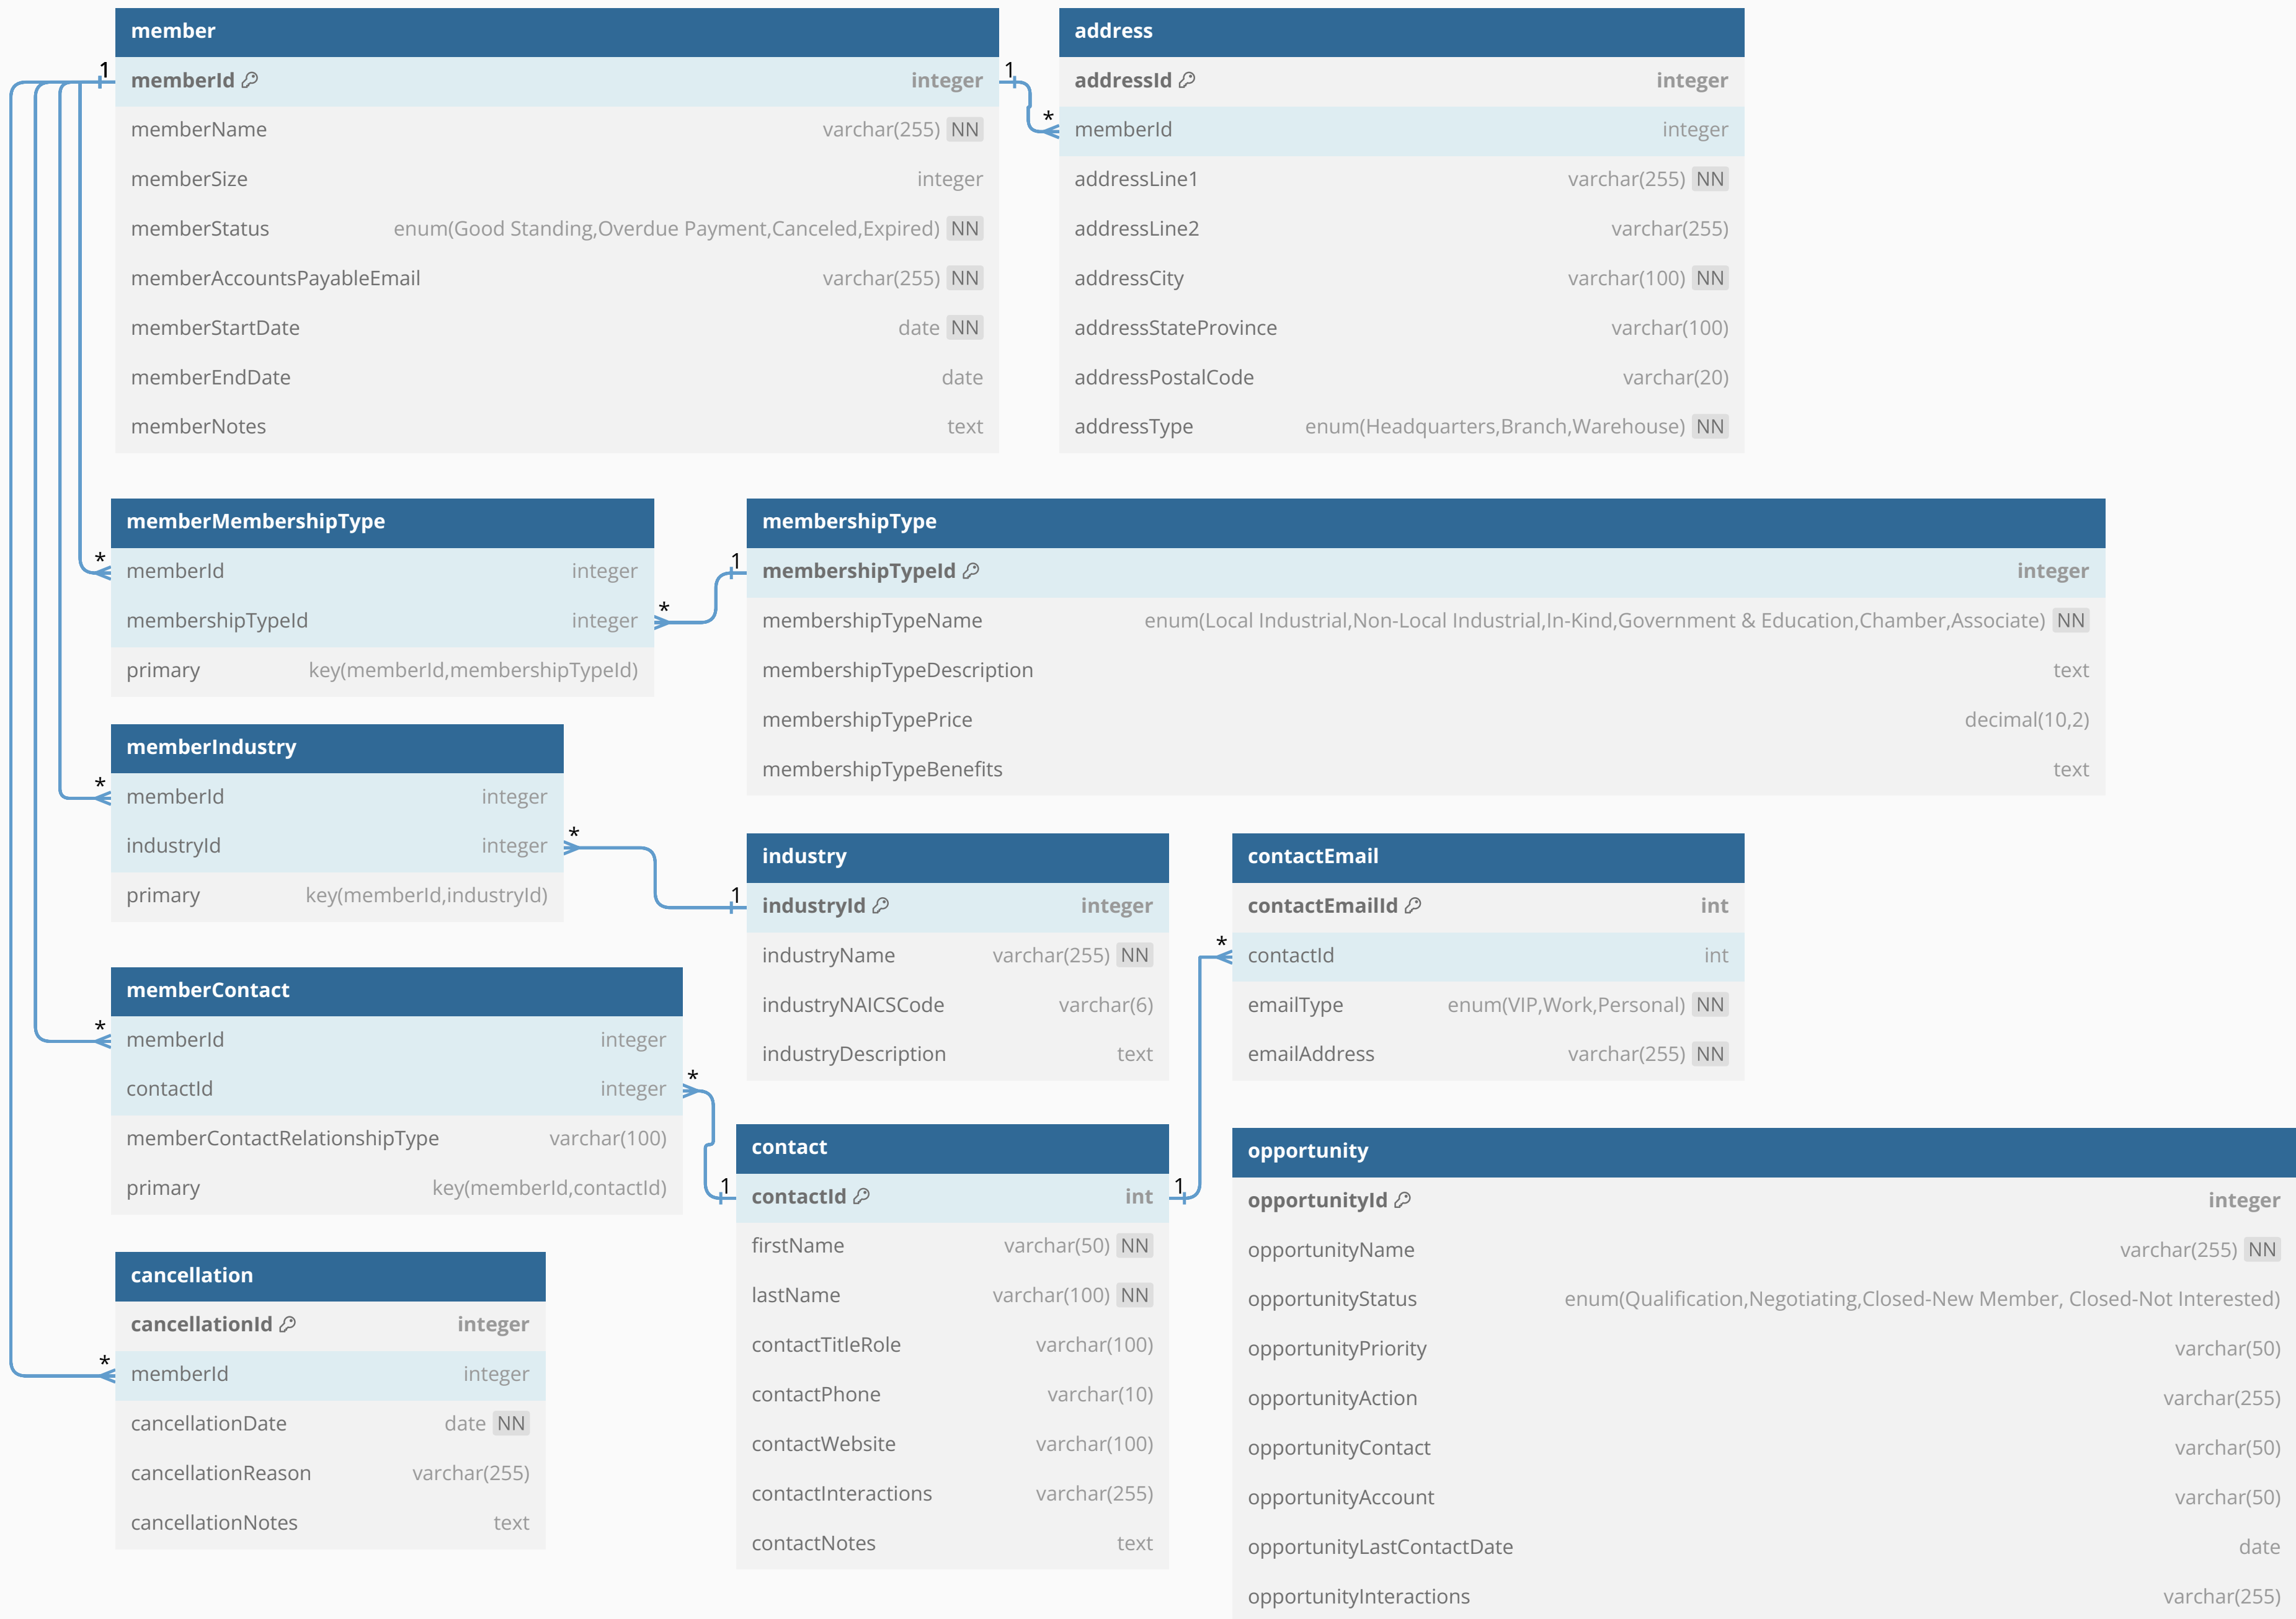 member
1 memberId integer 1
memberName varchar(255) NN
memberSize integer
memberStatus enum(Good Standing,Overdue Payment,Canceled,Expired) NN
memberAccountsPayableEmail varchar(255) NN
memberStartDate date NN
memberEndDate date
memberNotes text
address
addressId integer
* memberId integer
addressLine1 varchar(255) NN
addressLine2 varchar(255)
addressCity varchar(100) NN
addressStateProvince varchar(100)
addressPostalCode varchar(20)
addressType enum(Headquarters,Branch,Warehouse) NN
memberMembershipType
* memberId integer
membershipTypeId integer *
primary key(memberId,membershipTypeId)
membershipType
1 membershipTypeId integer
membershipTypeName enum(Local Industrial,Non-Local Industrial,In-Kind,Government & Education,Chamber,Associate) NN
membershipTypeDescription text
membershipTypePrice decimal(10,2)
membershipTypeBenefits text
memberIndustry
* memberId integer
industryId integer *
primary key(memberId,industryId)
industry
1 industryId integer
industryName varchar(255) NN
industryNAICSCode varchar(6)
industryDescription text
contactEmail
contactEmailId int
* contactId int
emailType enum(VIP,Work,Personal) NN
emailAddress varchar(255) NN
memberContact
* memberId integer
contactId integer *
memberContactRelationshipType varchar(100)
primary key(memberId,contactId)
contact
1 contactId int 1
firstName varchar(50) NN
lastName varchar(100) NN
contactTitleRole varchar(100)
contactPhone varchar(10)
contactWebsite varchar(100)
contactInteractions varchar(255)
contactNotes text
opportunity
opportunityId integer
opportunityName varchar(255) NN
opportunityStatus enum(Qualification,Negotiating,Closed-New Member, Closed-Not Interested)
opportunityPriority varchar(50)
opportunityAction varchar(255)
opportunityContact varchar(50)
opportunityAccount varchar(50)
opportunityLastContactDate date
opportunityInteractions varchar(255)
cancellation
cancellationId integer
* memberId integer
cancellationDate date NN
cancellationReason varchar(255)
cancellationNotes text